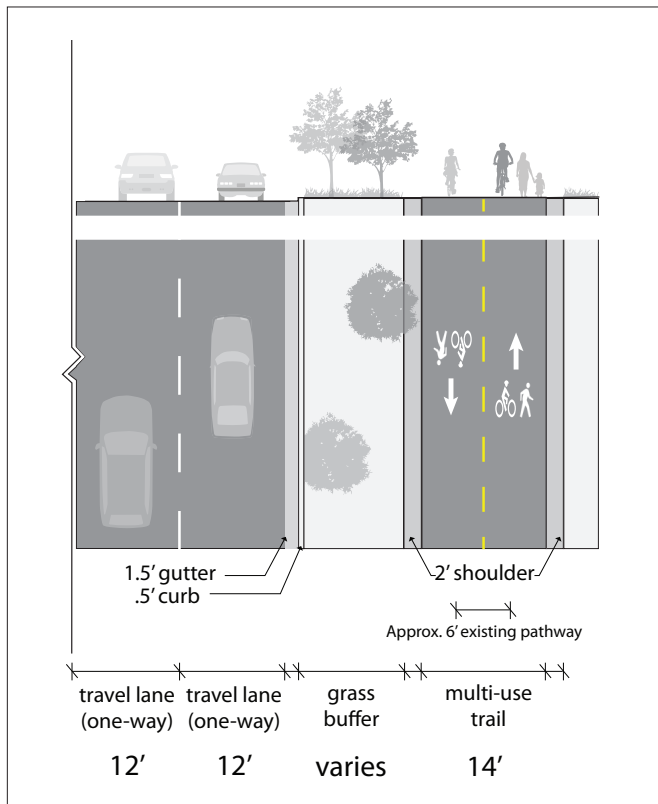 1.5’ gutter
.5’ curb
2’ shoulder
Approx. 6’ existing pathway
travel lane
(one-way)
12’
travel lane
(one-way)
12’
grass
buffer
varies
multi-use
trail
14’